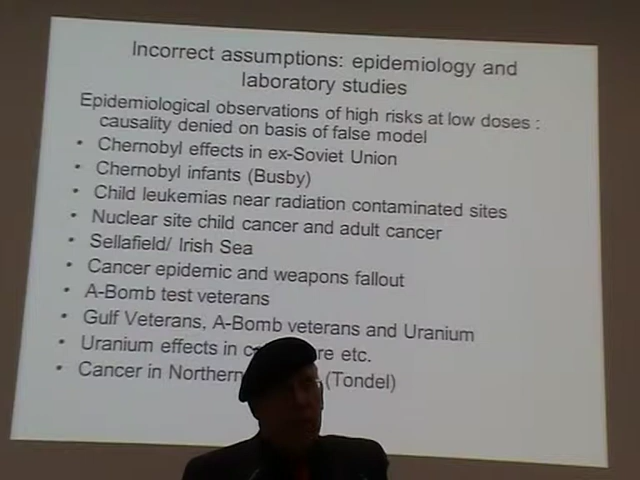 Incorrect assumptions: epidemiology and
laboratory studies
Epidemiological observations of high risks at low doses :
causality denied on basis of false model
• Chernobyl effects in ex-Soviet Union
• Chernobyl infants (Busby)
• Child leukemias near radiation contaminated sites
• Nuclear site child cancer and adult cancer
• Sellafield/ Irish Sea
• Cancer epidemic and weapons fallout
• A-Bomb test veterans
• Gulf Veterans, A-Bomb veterans and Uranium
• Uranium effects in etc.
• Cancer in Northern (Tondel)